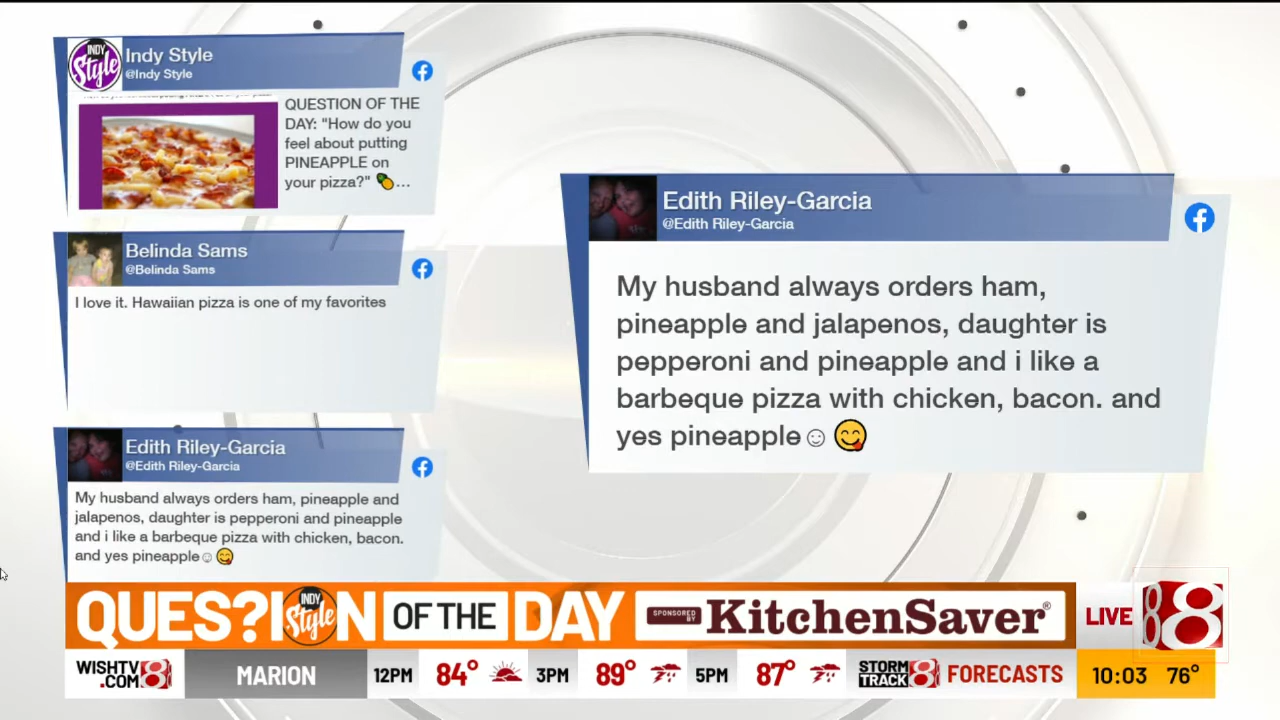 INDY
Style
Indy Style
@Indy Style
QUESTION OF THE
DAY: "How do you
feel about putting
PINEAPPLE on
your pizza?" 🍍...
Belinda Sams
@Belinda Sams
I love it. Hawaiian pizza is one of my favorites
Edith Riley-Garcia
@Edith Riley-Garcia
My husband always orders ham, pineapple and
jalapenos, daughter is pepperoni and pineapple
and i like a barbeque pizza with chicken, bacon.
and yes pineapple☺ 😋
Edith Riley-Garcia
@Edith Riley-Garcia
My husband always orders ham,
pineapple and jalapenos, daughter is
pepperoni and pineapple and i like a
barbeque pizza with chicken, bacon. and
yes pineapple☺ 😋
QUES?I INDY Style N OF THE DAY SPONSORED BY KitchenSaver® LIVE 8
WISHTV.COM 8 MARION 12PM 84° 3PM 89° 5PM 87° STORM TRACK 8 FORECASTS 10:03 76°